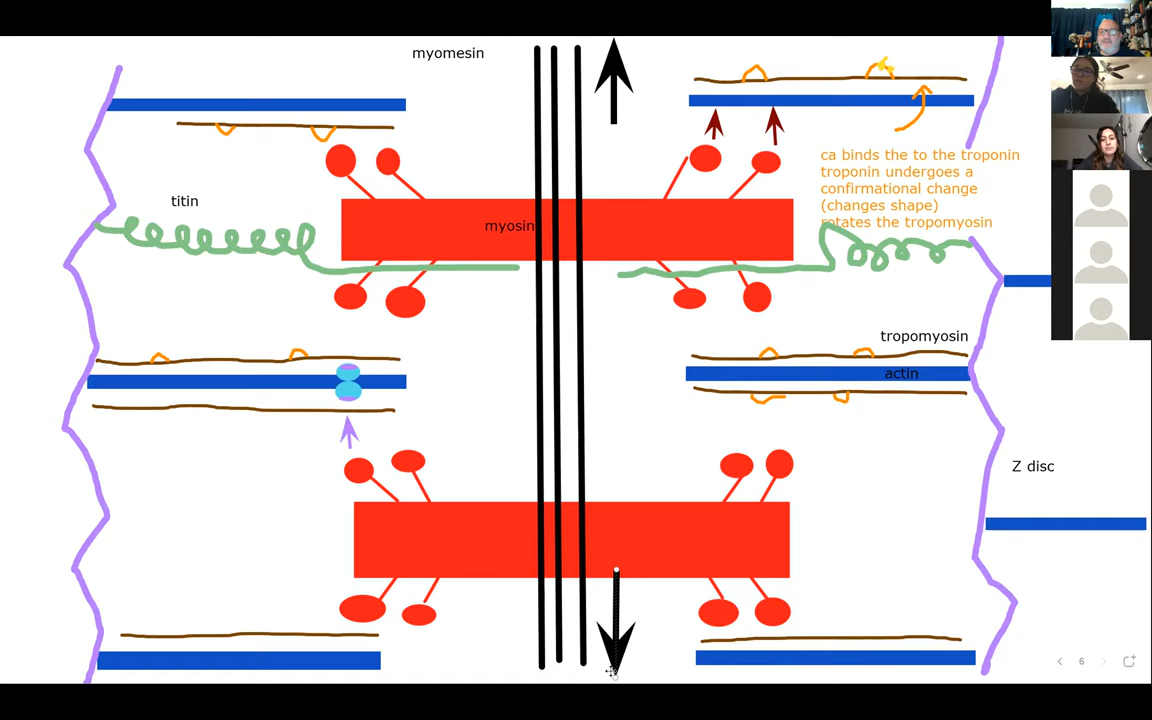 myomesin
ca binds the to the troponin
troponin undergoes a
confirmational change
(changes shape)
rotates the tropomyosin
titin
myosin
tropomyosin
actin
Z disc
6